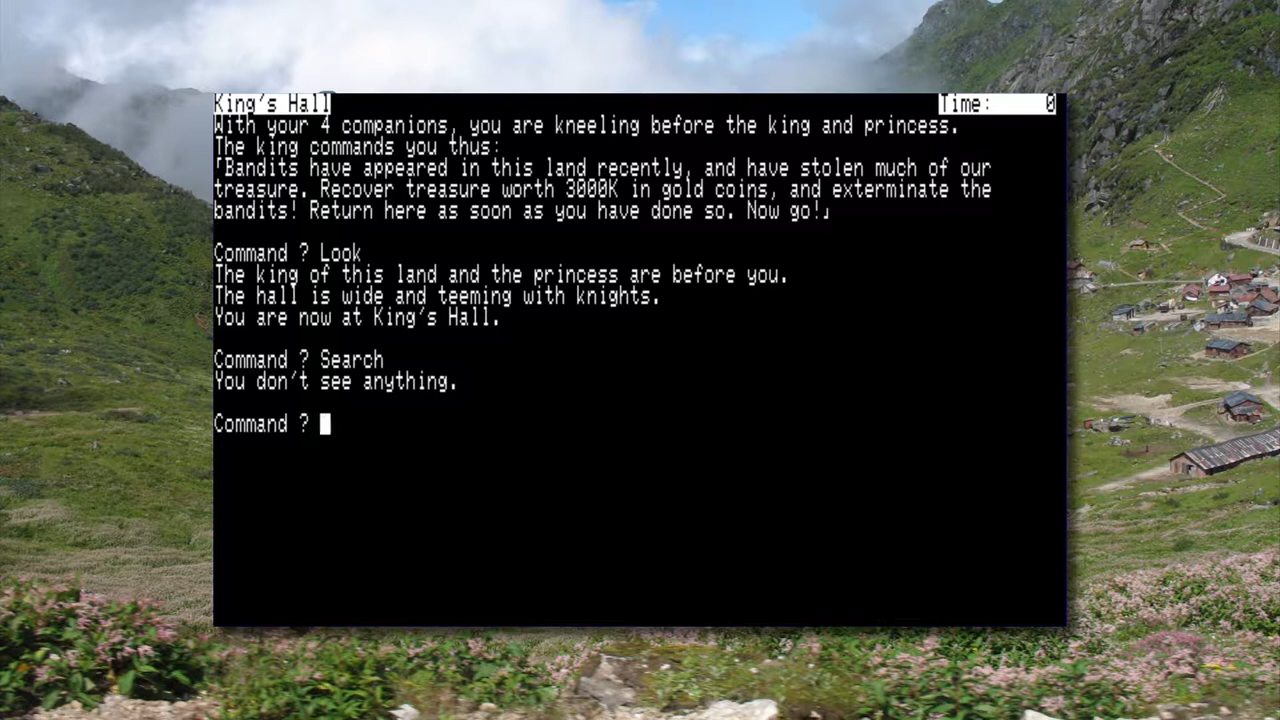 King's Hall Time: 0
With your 4 companions, you are kneeling before the king and princess.
The king commands you thus:
「Bandits have appeared in this land recently, and have stolen much of our
treasure. Recover treasure worth 3000K in gold coins, and exterminate the
bandits! Return here as soon as you have done so. Now go!」
Command ? Look
The king of this land and the princess are before you.
The hall is wide and teeming with knights.
You are now at King's Hall.
Command ? Search
You don't see anything.
Command ?